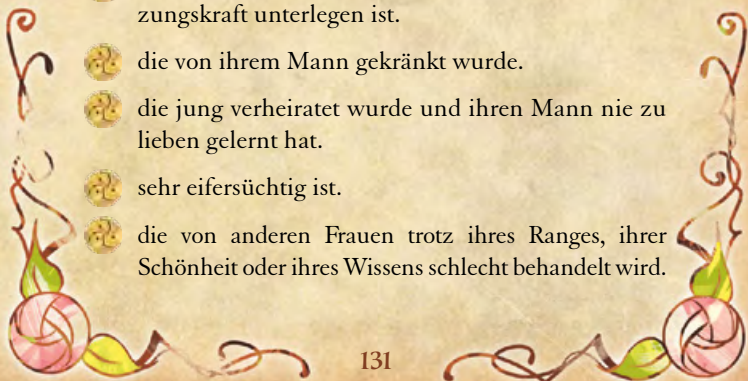 zungskraft unterlegen ist.
die von ihrem Mann gekränkt wurde.
die jung verheiratet wurde und ihren Mann nie zu
lieben gelernt hat.
sehr eifersüchtig ist.
die von anderen Frauen trotz ihres Ranges, ihrer
Schönheit oder ihres Wissens schlecht behandelt wird.
131